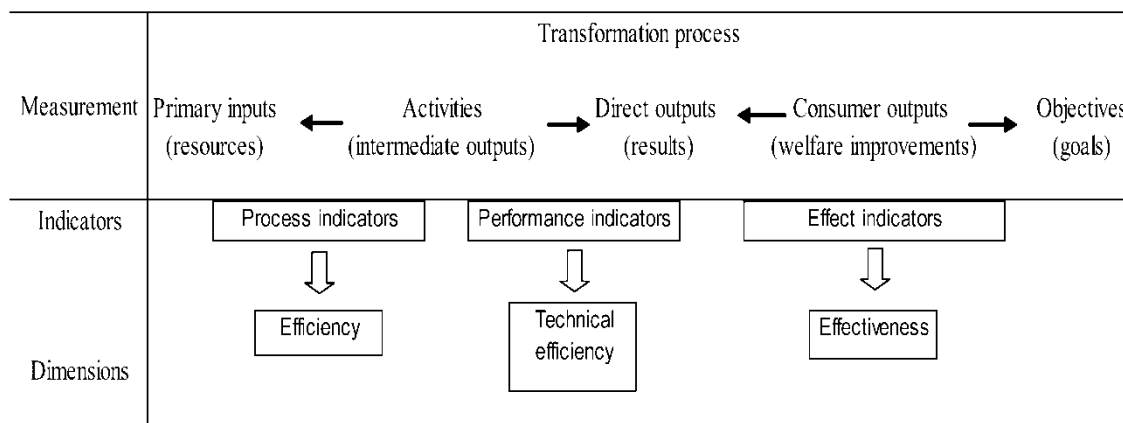 Transformation process
Measurement
Primary inputs
(resources)
Activities
(intermediate outputs)
Direct outputs
(results)
Consumer outputs
(welfare improvements)
Objectives
(goals)
Indicators
Process indicators
Performance indicators
Effect indicators
Dimensions
Efficiency
Technical
efficiency
Effectiveness